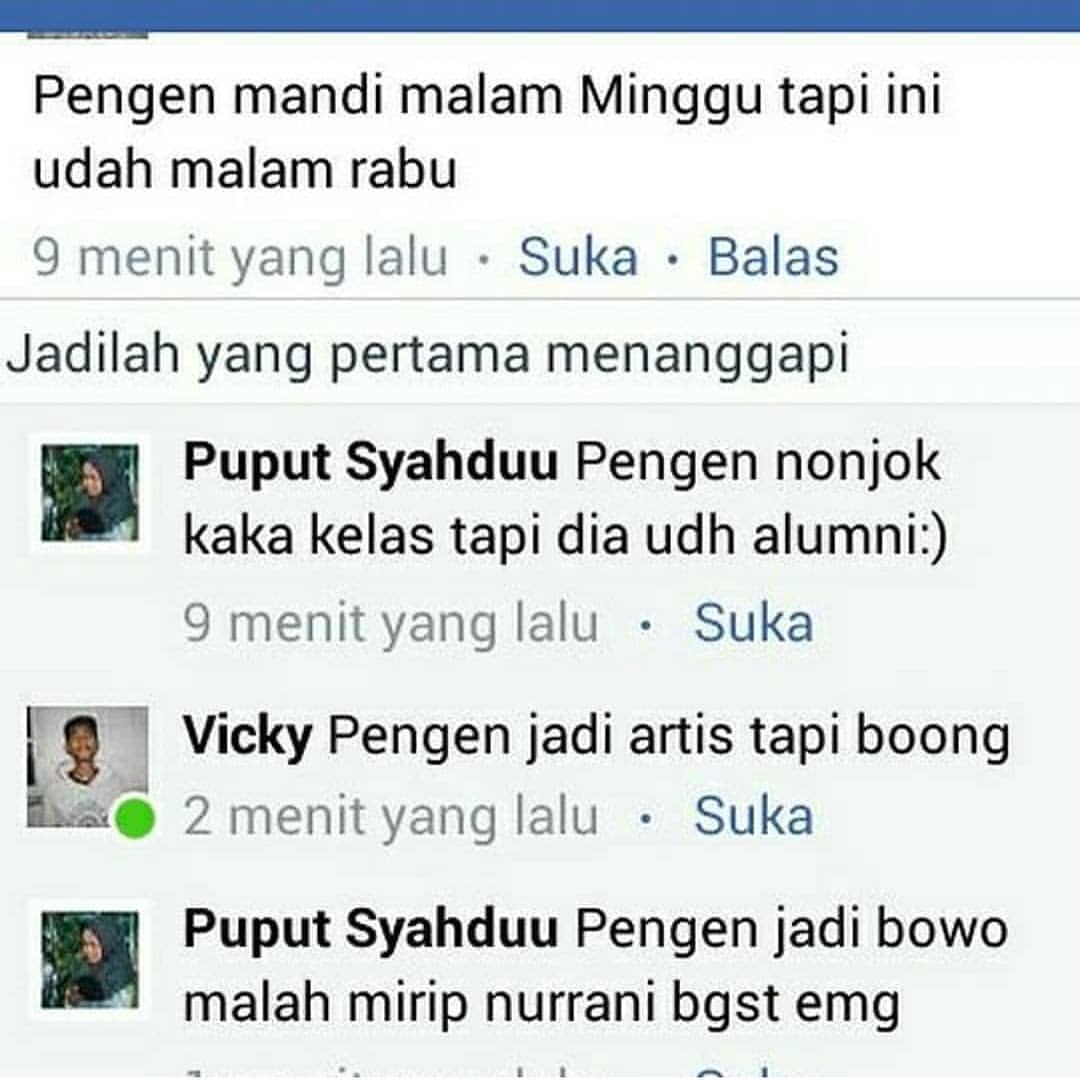 Pengen mandi malam Minggu tapi ini
udah malam rabu
9 menit yang lalu · Suka · Balas
Jadilah yang pertama menanggapi
Puput Syahduu Pengen nonjok
kaka kelas tapi dia udh alumni:)
9 menit yang lalu · Suka
Vicky Pengen jadi artis tapi boong
2 menit yang lalu · Suka
Puput Syahduu Pengen jadi bowo
malah mirip nurrani bgst emg